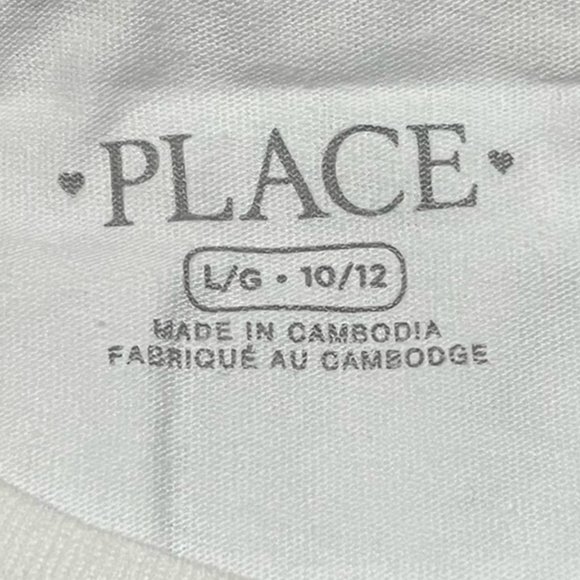 ♥PLACE♥
L/G • 10/12
MADE IN CAMBODIA
FABRIQUÉ AU CAMBODGE